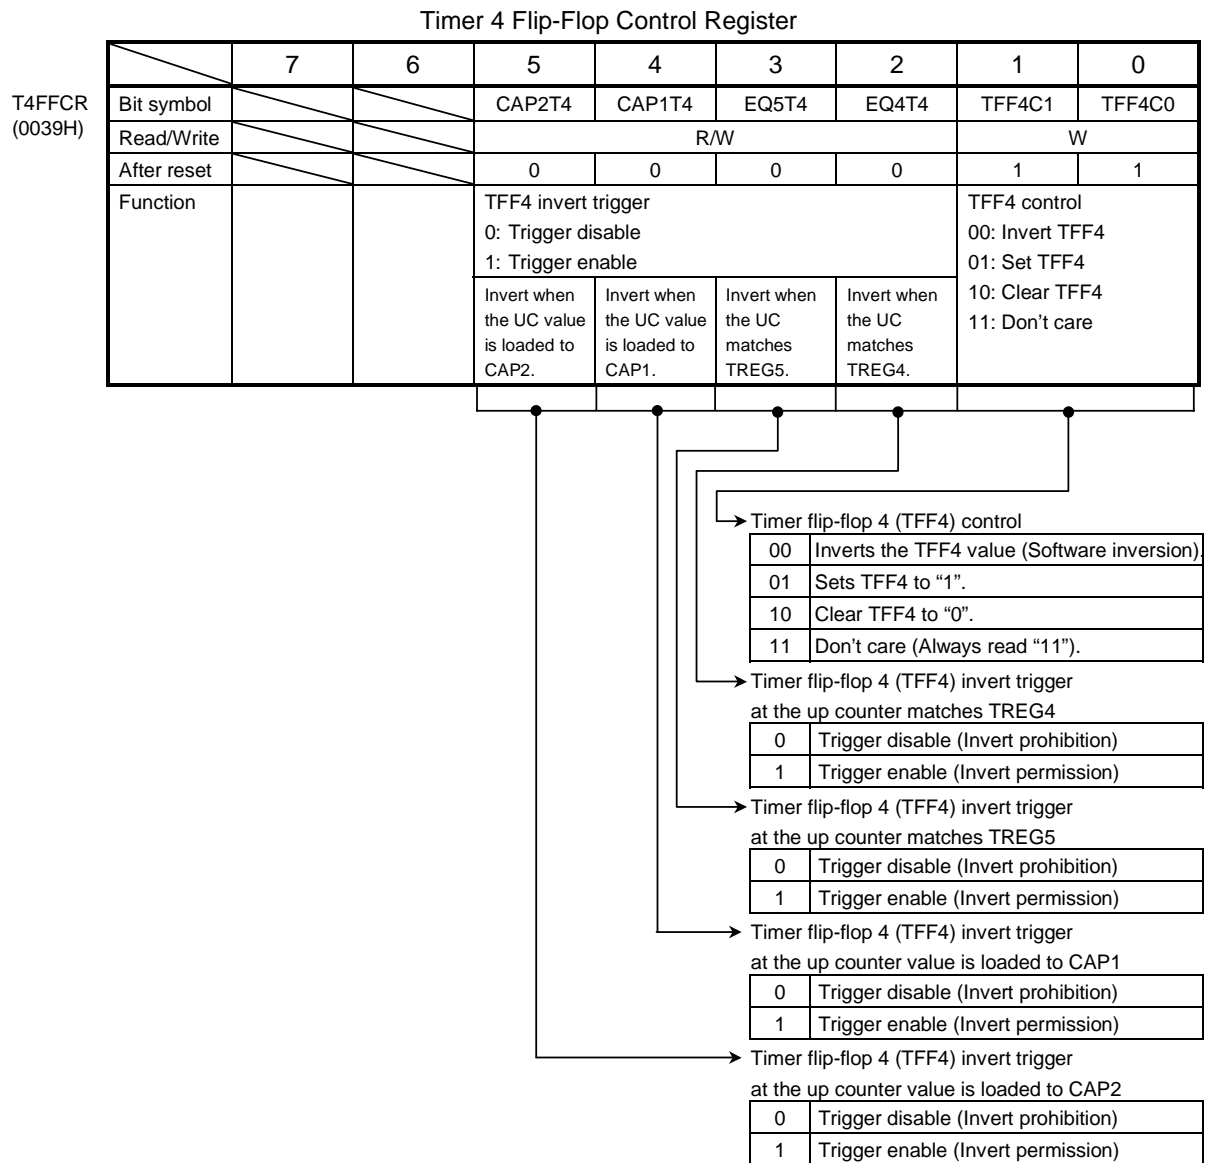 Timer 4 Flip-Flop Control Register
7 6 5 4 3 2 1 0
T4FFCR
(0039H)
Bit symbol CAP2T4 CAP1T4 EQ5T4 EQ4T4 TFF4C1 TFF4C0
Read/Write R/W W
After reset 0 0 0 0 1 1
Function
TFF4 invert trigger
0: Trigger disable
1: Trigger enable
Invert when
the UC value
is loaded to
CAP2.
Invert when
the UC value
is loaded to
CAP1.
Invert when
the UC
matches
TREG5.
Invert when
the UC
matches
TREG4.
TFF4 control
00: Invert TFF4
01: Set TFF4
10: Clear TFF4
11: Don’t care
Timer flip-flop 4 (TFF4) control
00 Inverts the TFF4 value (Software inversion).
01 Sets TFF4 to “1”.
10 Clear TFF4 to “0”.
11 Don’t care (Always read “11”).
Timer flip-flop 4 (TFF4) invert trigger
at the up counter matches TREG4
0 Trigger disable (Invert prohibition)
1 Trigger enable (Invert permission)
Timer flip-flop 4 (TFF4) invert trigger
at the up counter matches TREG5
0 Trigger disable (Invert prohibition)
1 Trigger enable (Invert permission)
Timer flip-flop 4 (TFF4) invert trigger
at the up counter value is loaded to CAP1
0 Trigger disable (Invert prohibition)
1 Trigger enable (Invert permission)
Timer flip-flop 4 (TFF4) invert trigger
at the up counter value is loaded to CAP2
0 Trigger disable (Invert prohibition)
1 Trigger enable (Invert permission)